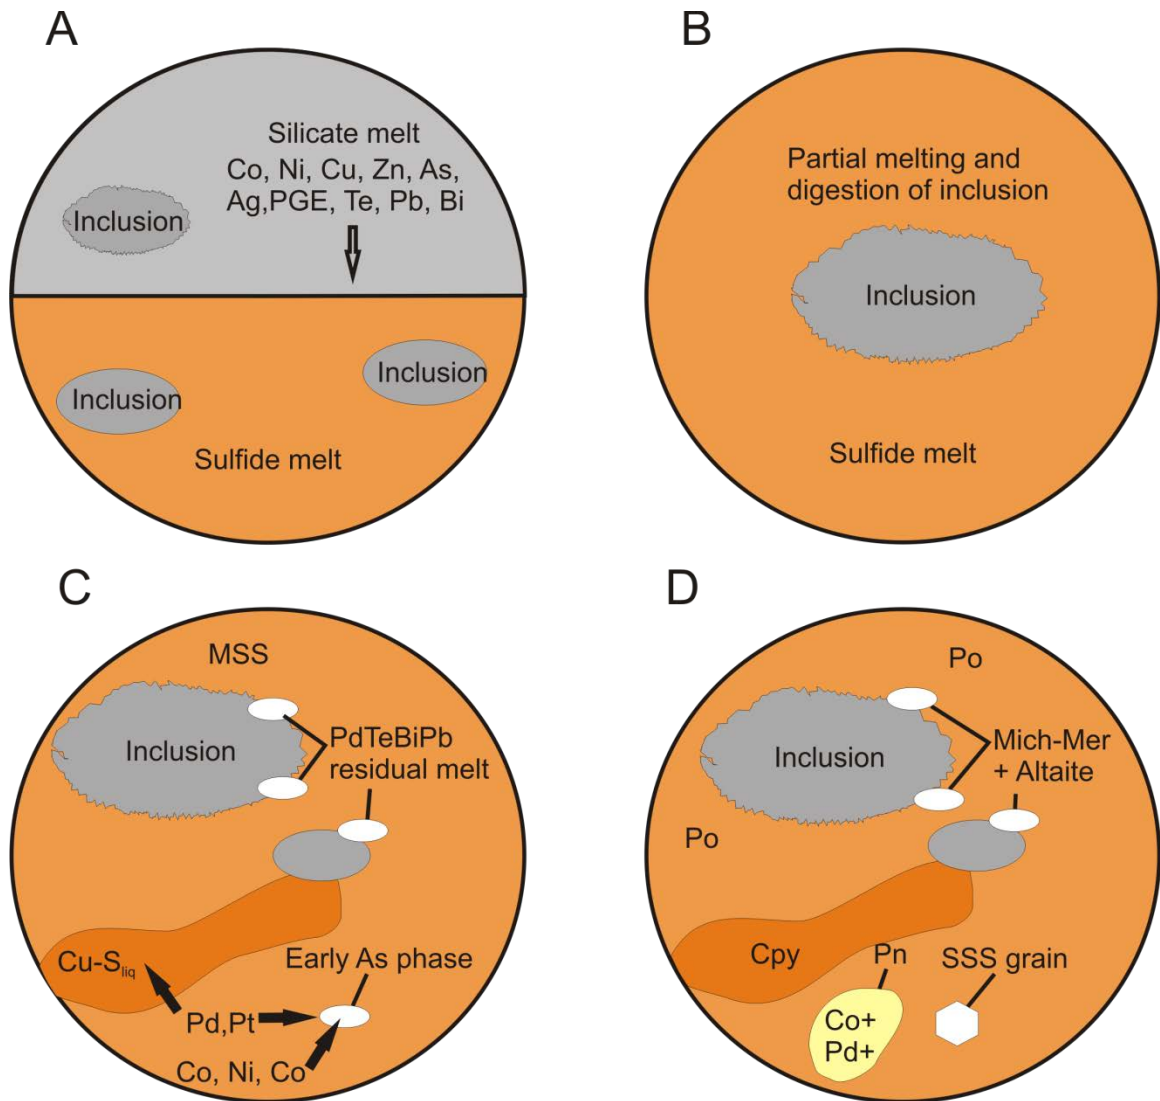 A
Silicate melt
Co, Ni, Cu, Zn, As,
Ag,PGE, Te, Pb, Bi
Inclusion
Inclusion
Inclusion
Sulfide melt
B
Partial melting and
digestion of inclusion
Inclusion
Sulfide melt
C
MSS
Inclusion
PdTeBiPb
residual melt
Cu-Sliq
Early As phase
Pd,Pt
Co, Ni, Co
D
Po
Inclusion
Mich-Mer
+ Altaite
Po
Cpy
Pn
SSS grain
Co+
Pd+